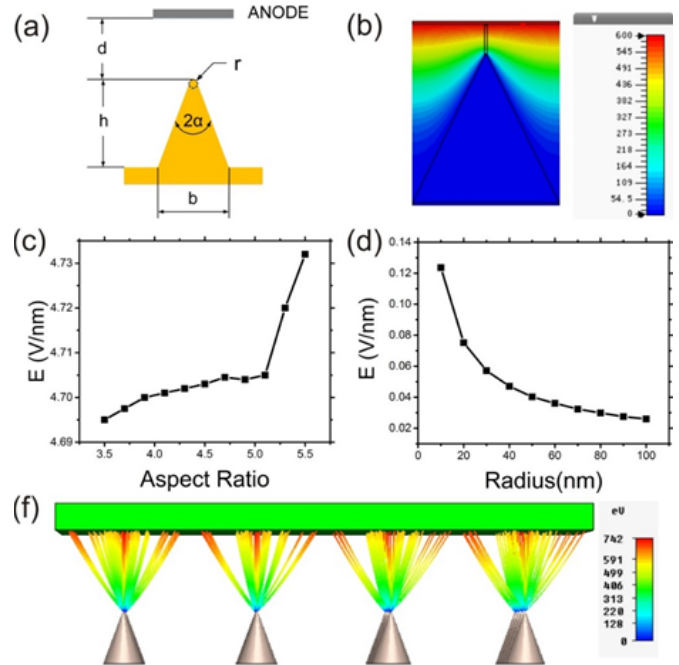 (a)
ANODE
d
r
h
2α
b
(b)
600
545
491
436
382
327
273
218
164
109
54.5
0
(c)
4.73
4.72
4.71
4.70
4.69
E (V/nm)
3.5 4.0 4.5 5.0 5.5
Aspect Ratio
(d)
0.14
0.12
0.10
0.08
0.06
0.04
0.02
E (V/nm)
0 20 40 60 80 100
Radius(nm)
(f)
eV
742
591
499
406
313
220
128
0